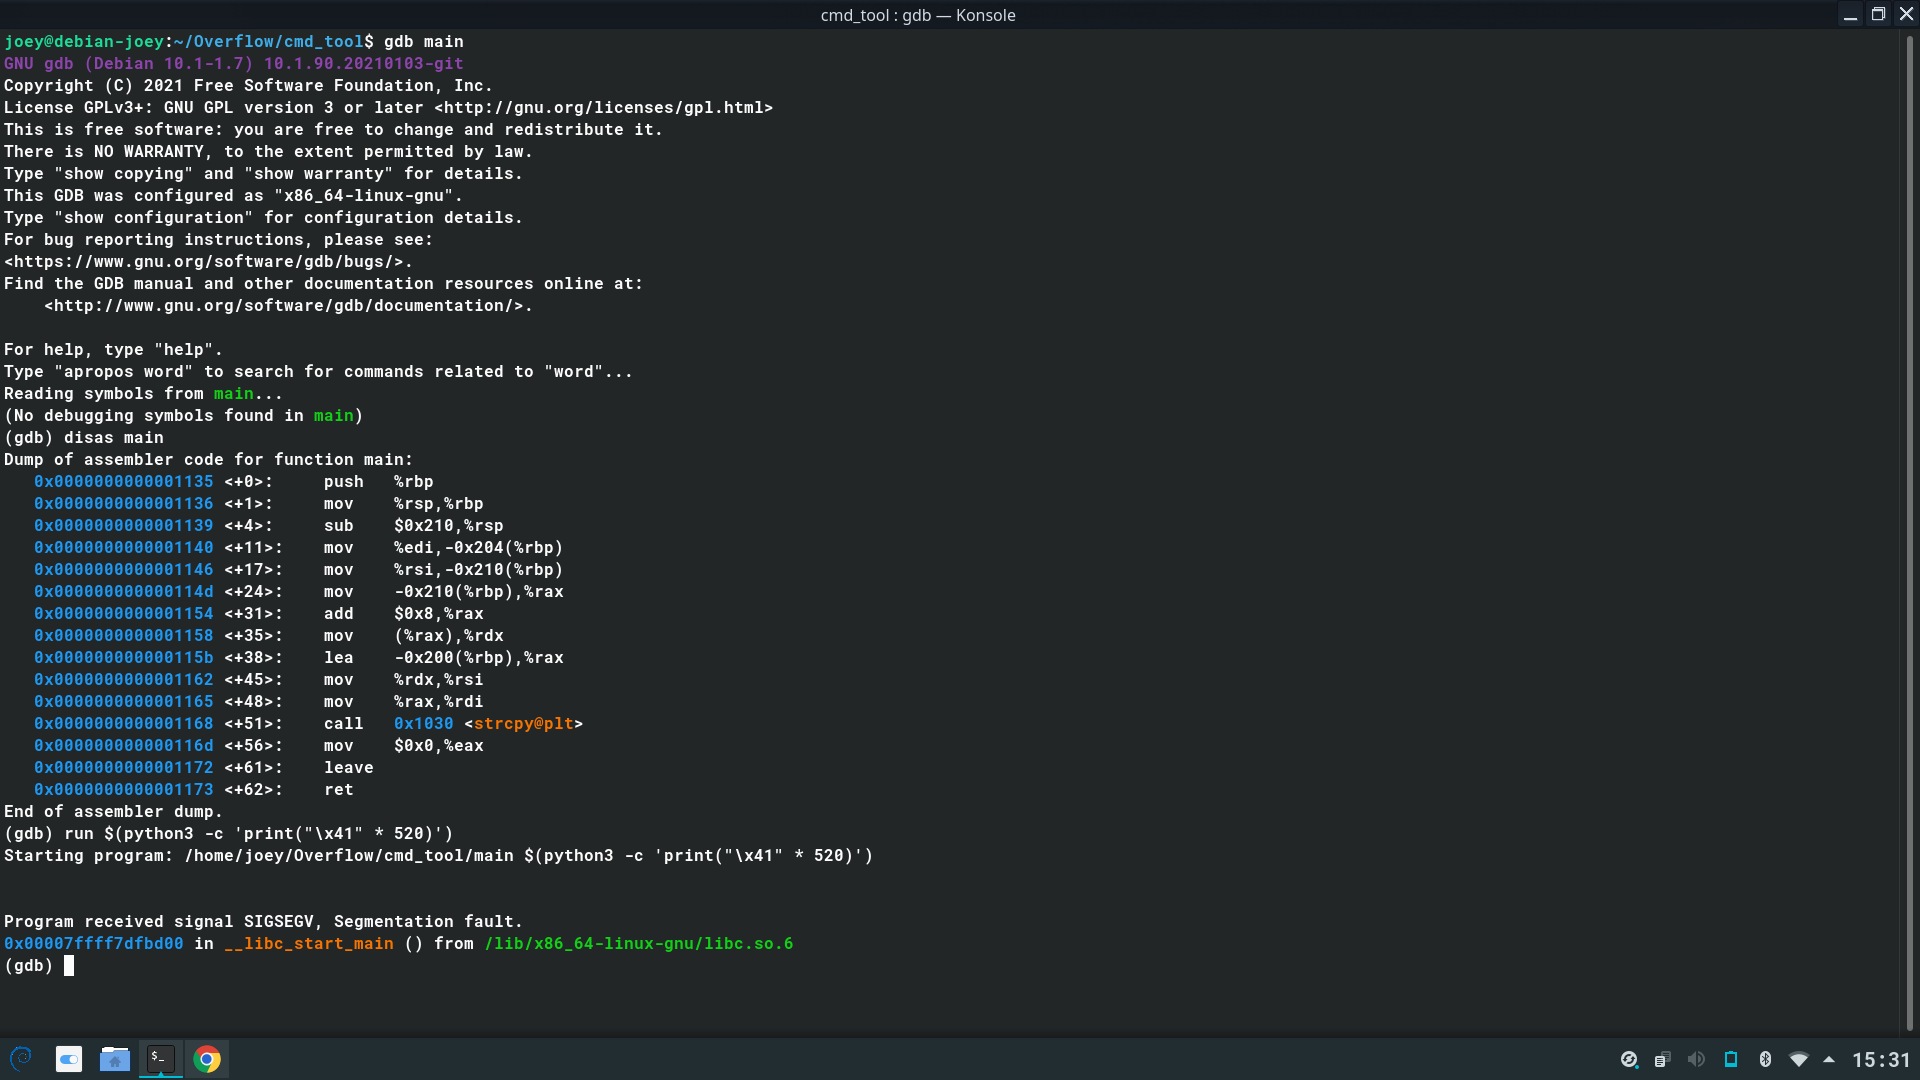 cmd_tool : gdb — Konsole
joey@debian-joey:~/Overflow/cmd_tool$ gdb main
GNU gdb (Debian 10.1-1.7) 10.1.90.20210103-git
Copyright (C) 2021 Free Software Foundation, Inc.
License GPLv3+: GNU GPL version 3 or later <http://gnu.org/licenses/gpl.html>
This is free software: you are free to change and redistribute it.
There is NO WARRANTY, to the extent permitted by law.
Type "show copying" and "show warranty" for details.
This GDB was configured as "x86_64-linux-gnu".
Type "show configuration" for configuration details.
For bug reporting instructions, please see:
<https://www.gnu.org/software/gdb/bugs/>.
Find the GDB manual and other documentation resources online at:
    <http://www.gnu.org/software/gdb/documentation/>.

For help, type "help".
Type "apropos word" to search for commands related to "word"...
Reading symbols from main...
(No debugging symbols found in main)
(gdb) disas main
Dump of assembler code for function main:
   0x0000000000001135 <+0>:     push   %rbp
   0x0000000000001136 <+1>:     mov    %rsp,%rbp
   0x0000000000001139 <+4>:     sub    $0x210,%rsp
   0x0000000000001140 <+11>:    mov    %edi,-0x204(%rbp)
   0x0000000000001146 <+17>:    mov    %rsi,-0x210(%rbp)
   0x000000000000114d <+24>:    mov    -0x210(%rbp),%rax
   0x0000000000001154 <+31>:    add    $0x8,%rax
   0x0000000000001158 <+35>:    mov    (%rax),%rdx
   0x000000000000115b <+38>:    lea    -0x200(%rbp),%rax
   0x0000000000001162 <+45>:    mov    %rdx,%rsi
   0x0000000000001165 <+48>:    mov    %rax,%rdi
   0x0000000000001168 <+51>:    call   0x1030 <strcpy@plt>
   0x000000000000116d <+56>:    mov    $0x0,%eax
   0x0000000000001172 <+61>:    leave
   0x0000000000001173 <+62>:    ret
End of assembler dump.
(gdb) run $(python3 -c 'print("\x41" * 520)')
Starting program: /home/joey/Overflow/cmd_tool/main $(python3 -c 'print("\x41" * 520)')

Program received signal SIGSEGV, Segmentation fault.
0x00007ffff7dfbd00 in __libc_start_main () from /lib/x86_64-linux-gnu/libc.so.6
(gdb)
$_
15:31